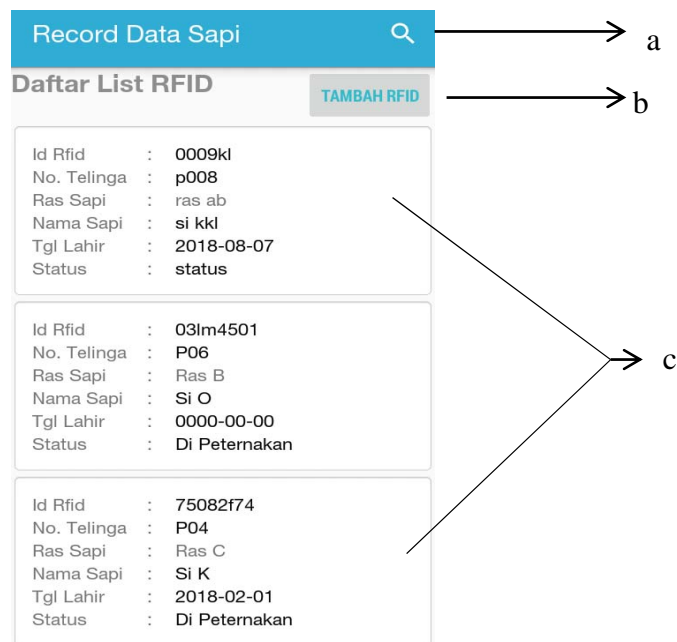 Record Data Sapi
a
Daftar List RFID
TAMBAH RFID
b
Id Rfid : 0009kl
No. Telinga : p008
Ras Sapi : ras ab
Nama Sapi : si kkl
Tgl Lahir : 2018-08-07
Status : status
c
Id Rfid : 03lm4501
No. Telinga : P06
Ras Sapi : Ras B
Nama Sapi : Si O
Tgl Lahir : 0000-00-00
Status : Di Peternakan
Id Rfid : 75082f74
No. Telinga : P04
Ras Sapi : Ras C
Nama Sapi : Si K
Tgl Lahir : 2018-02-01
Status : Di Peternakan